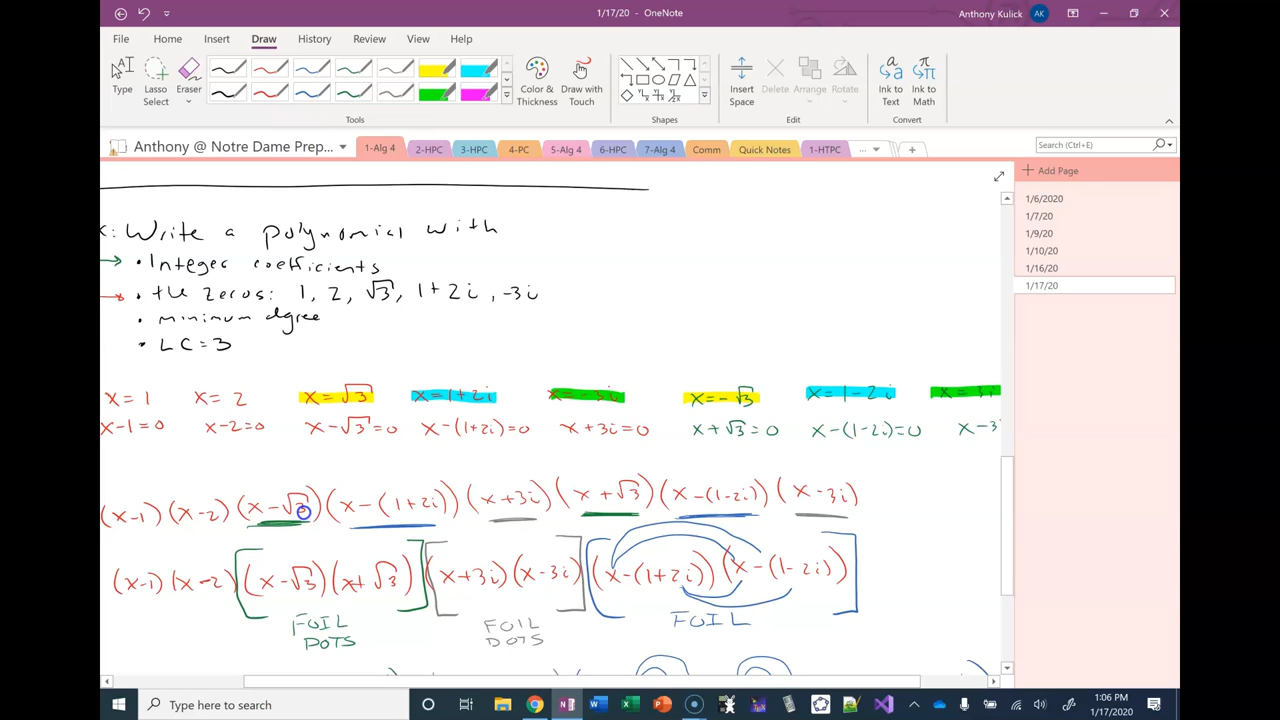 1/17/20 - OneNote
Anthony Kulick AK
File Home Insert Draw History Review View Help
Type Lasso Select Eraser Color & Thickness Draw with Touch Insert Space Delete Arrange Rotate Ink to Text Ink to Math
Tools Shapes Edit Convert
Anthony @ Notre Dame Prep... 1-Alg 4 2-HPC 3-HPC 4-PC 5-Alg 4 6-HPC 7-Alg 4 Comm Quick Notes 1-HTPC ... Search (Ctrl+E)
Add Page
1/6/2020
1/7/20
1/9/20
1/10/20
1/16/20
1/17/20
: Write a polynomial with
• Integer coefficients
• the zeros: 1, 2, √3, 1+2i, -3i
• minimum degree
• LC=3
x=1 x=2 x=√3 x=1+2i x=-3i x=-√3 x=1-2i x=3i
x-1=0 x-2=0 x-√3=0 x-(1+2i)=0 x+3i=0 x+√3=0 x-(1-2i)=0 x-3
(x-1)(x-2)(x-√3)(x-(1+2i))(x+3i)(x+√3)(x-(1-2i))(x-3i)
(x-1)(x-2)[(x-√3)(x+√3)][(x+3i)(x-3i)][(x-(1+2i))(x-(1-2i))]
FOIL FOIL FOIL
DOTS DOTS
Type here to search
1:06 PM
1/17/2020